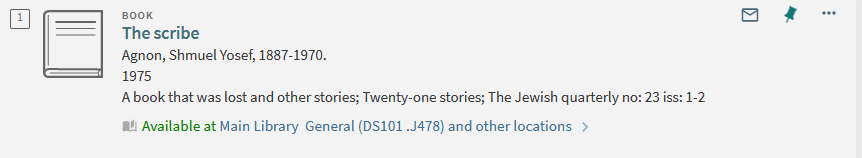 1
BOOK
The scribe
Agnon, Shmuel Yosef, 1887-1970.
1975
A book that was lost and other stories; Twenty-one stories; The Jewish quarterly no: 23 iss: 1-2
Available at Main Library General (DS101 .J478) and other locations